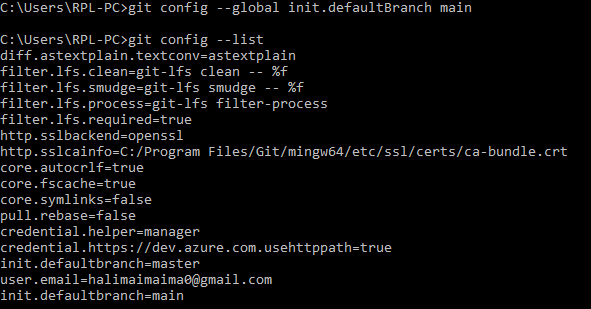 C:\Users\RPL-PC>git config --global init.defaultBranch main
C:\Users\RPL-PC>git config --list
diff.astextplain.textconv=astextplain
filter.lfs.clean=git-lfs clean -- %f
filter.lfs.smudge=git-lfs smudge -- %f
filter.lfs.process=git-lfs filter-process
filter.lfs.required=true
http.sslbackend=openssl
http.sslcainfo=C:/Program Files/Git/mingw64/etc/ssl/certs/ca-bundle.crt
core.autocrlf=true
core.fscache=true
core.symlinks=false
pull.rebase=false
credential.helper=manager
credential.https://dev.azure.com.usehttppath=true
init.defaultbranch=master
user.email=halimaimaima0@gmail.com
init.defaultbranch=main